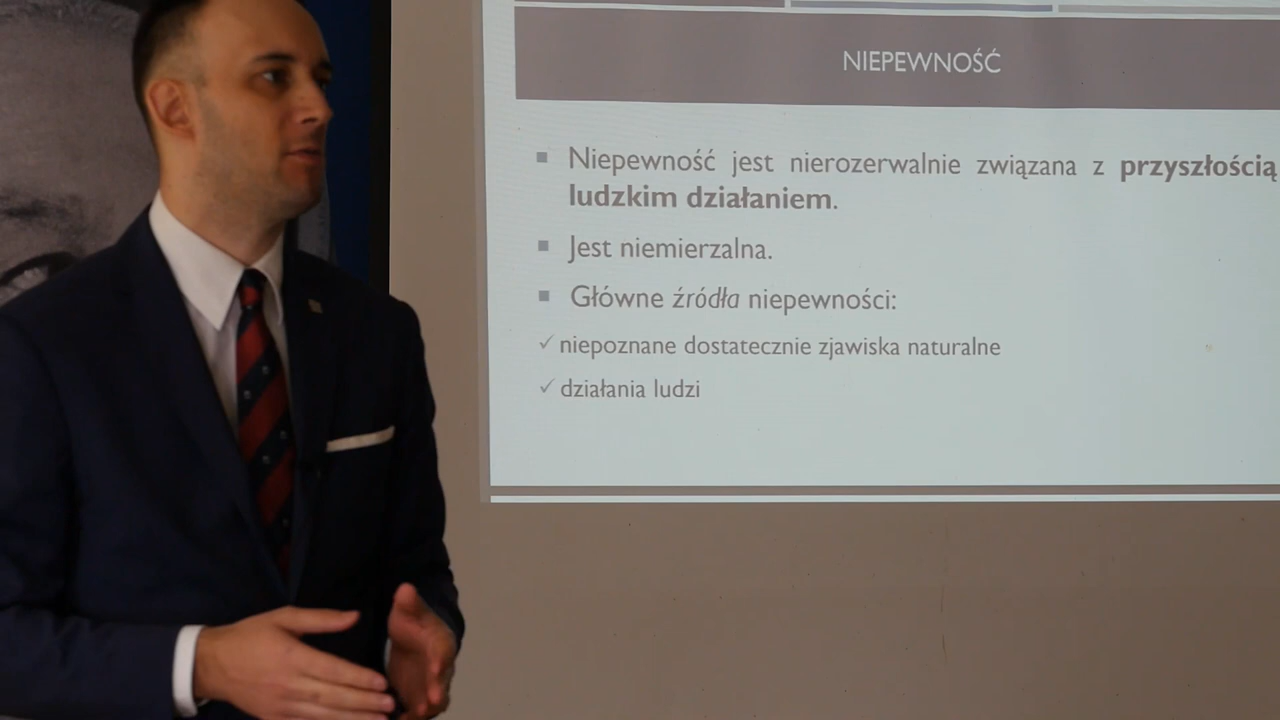 NIEPEWNOŚĆ
Niepewność jest nierozerwalnie związana z przyszłością
ludzkim działaniem.
Jest niemierzalna.
Główne źródła niepewności:
niepoznane dostatecznie zjawiska naturalne
działania ludzi